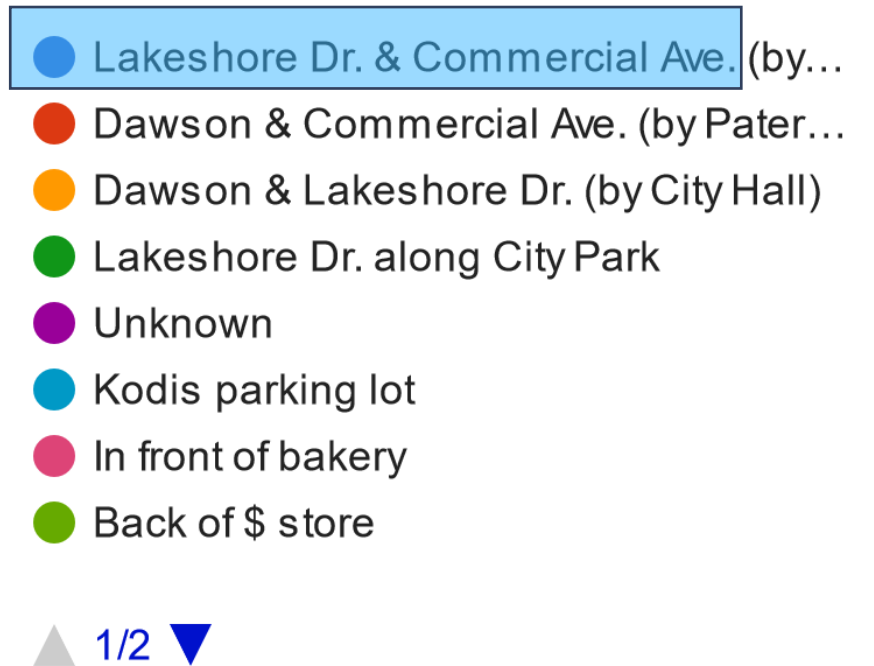 Lakeshore Dr. & Commercial Ave. (by…
Dawson & Commercial Ave. (by Pater…
Dawson & Lakeshore Dr. (by City Hall)
Lakeshore Dr. along City Park
Unknown
Kodis parking lot
In front of bakery
Back of $ store
1/2